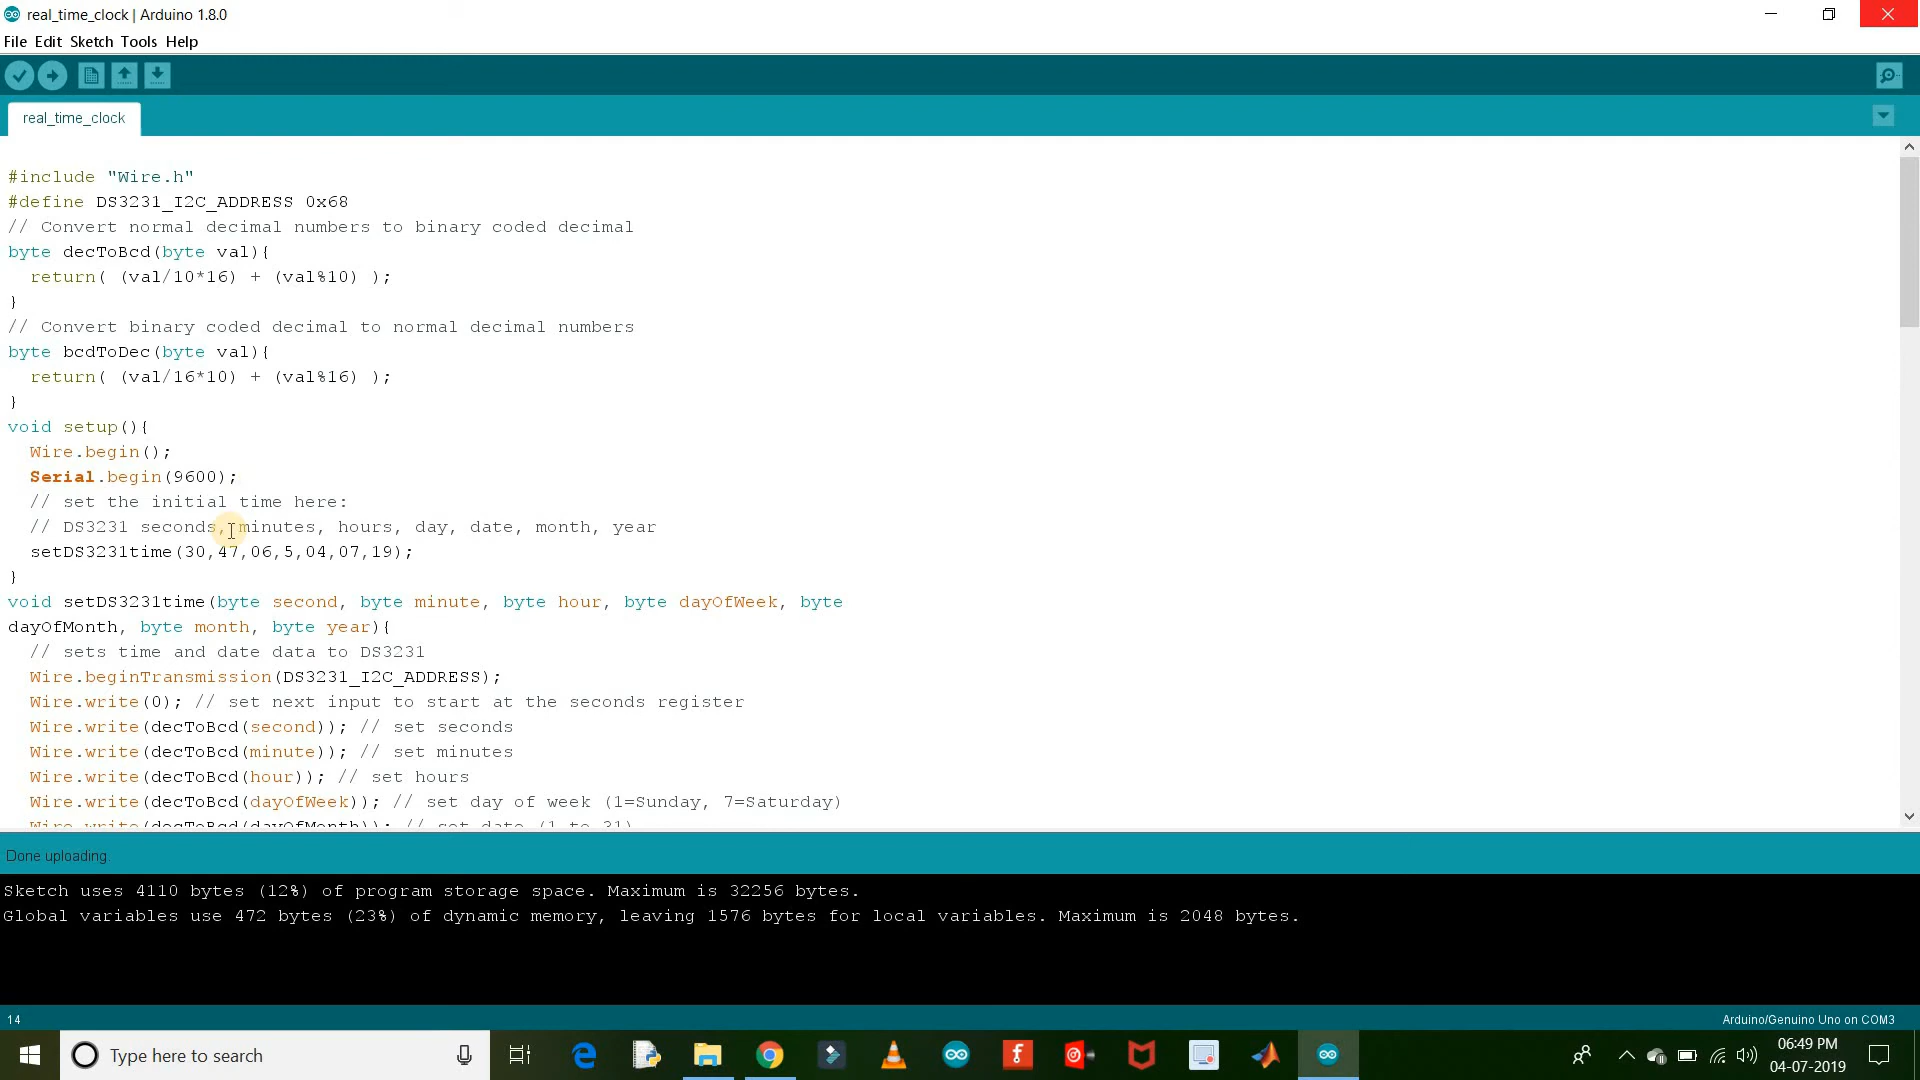 real_time_clock | Arduino 1.8.0
File Edit Sketch Tools Help
real_time_clock
#include "Wire.h"
#define DS3231_I2C_ADDRESS 0x68
// Convert normal decimal numbers to binary coded decimal
byte decToBcd(byte val){
  return( (val/10*16) + (val%10) );
}
// Convert binary coded decimal to normal decimal numbers
byte bcdToDec(byte val){
  return( (val/16*10) + (val%16) );
}
void setup(){
  Wire.begin();
  Serial.begin(9600);
  // set the initial time here:
  // DS3231 seconds, minutes, hours, day, date, month, year
  setDS3231time(30,47,06,5,04,07,19);
}
void setDS3231time(byte second, byte minute, byte hour, byte dayOfWeek, byte
dayOfMonth, byte month, byte year){
  // sets time and date data to DS3231
  Wire.beginTransmission(DS3231_I2C_ADDRESS);
  Wire.write(0); // set next input to start at the seconds register
  Wire.write(decToBcd(second)); // set seconds
  Wire.write(decToBcd(minute)); // set minutes
  Wire.write(decToBcd(hour)); // set hours
  Wire.write(decToBcd(dayOfWeek)); // set day of week (1=Sunday, 7=Saturday)
  Wire.write(decToBcd(dayOfMonth)); // set date (1 to 31)
Done uploading.
Sketch uses 4110 bytes (12%) of program storage space. Maximum is 32256 bytes.
Global variables use 472 bytes (23%) of dynamic memory, leaving 1576 bytes for local variables. Maximum is 2048 bytes.
14
Arduino/Genuino Uno on COM3
Type here to search
06:49 PM
04-07-2019